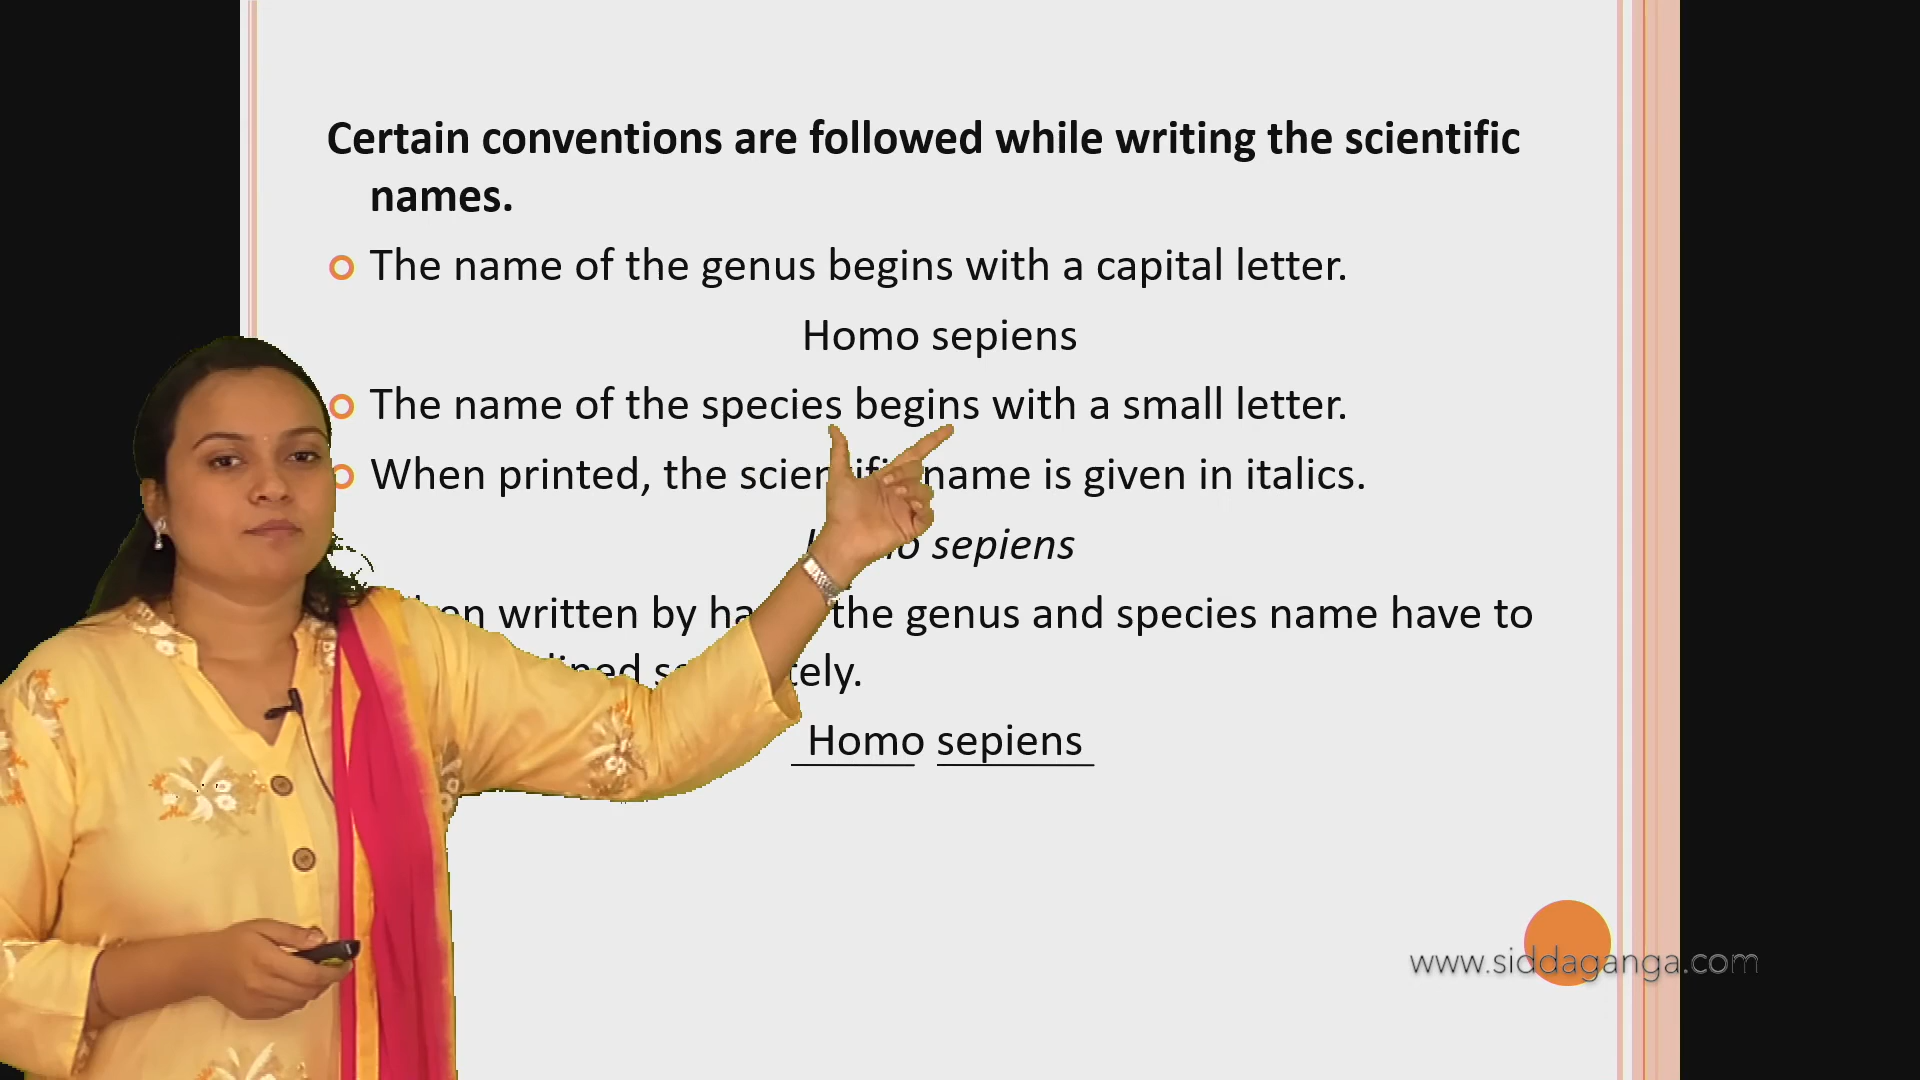 Certain conventions are followed while writing the scientific
names.
The name of the genus begins with a capital letter.
Homo sepiens
The name of the species begins with a small letter.
When printed, the name is given in italics.
sepiens
written by the genus and species name have to
Homo sepiens
www.siddaganga.com